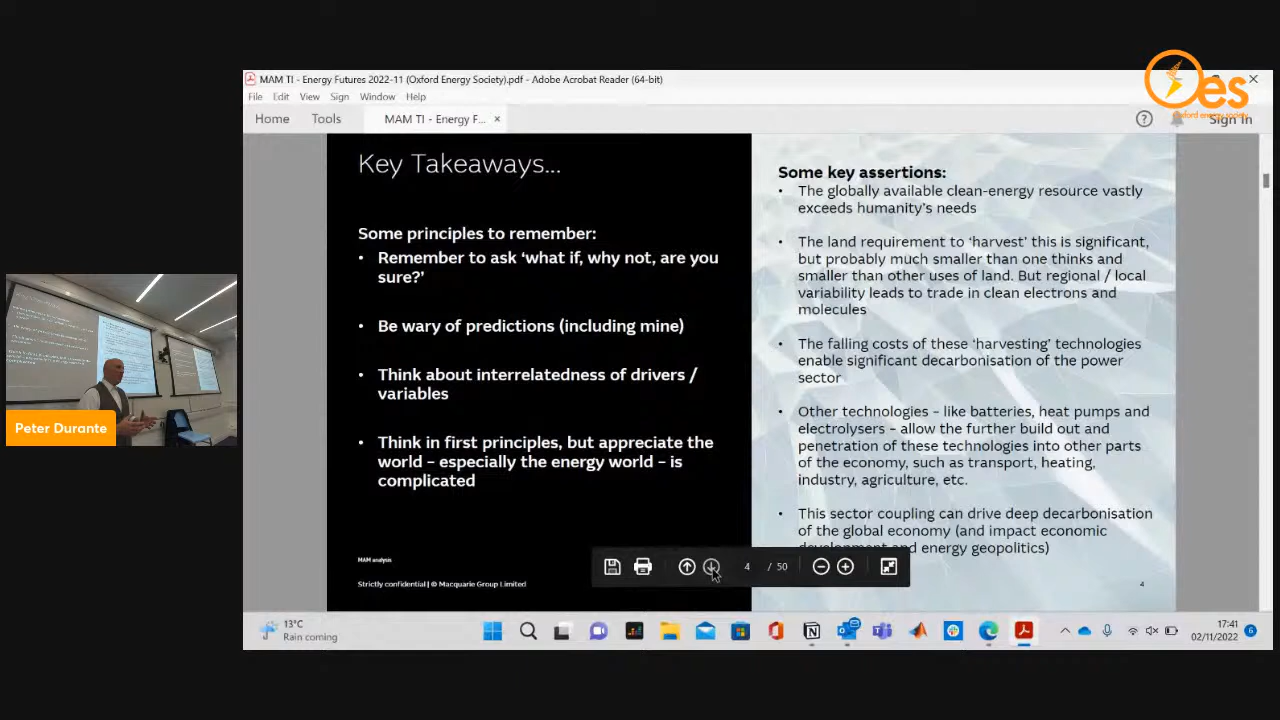 MAM TI - Energy Futures 2022-11 (Oxford Energy Society).pdf - Adobe Acrobat Reader (64-bit)
File Edit View Sign Window Help
Home Tools MAM TI - Energy F... ×
Sign In
oes
Oxford energy society
Key Takeaways...
Some principles to remember:
• Remember to ask 'what if, why not, are you
sure?'
• Be wary of predictions (including mine)
• Think about interrelatedness of drivers /
variables
• Think in first principles, but appreciate the
world – especially the energy world – is
complicated
MAM analysis
Strictly confidential | © Macquarie Group Limited
Some key assertions:
• The globally available clean-energy resource vastly
exceeds humanity's needs
• The land requirement to 'harvest' this is significant,
but probably much smaller than one thinks and
smaller than other uses of land. But regional / local
variability leads to trade in clean electrons and
molecules
• The falling costs of these 'harvesting' technologies
enable significant decarbonisation of the power
sector
• Other technologies – like batteries, heat pumps and
electrolysers – allow the further build out and
penetration of these technologies into other parts
of the economy, such as transport, heating,
industry, agriculture, etc.
• This sector coupling can drive deep decarbonisation
of the global economy (and impact economic
development and energy geopolitics)
4
4 / 50
Peter Durante
13°C
Rain coming
17:41
02/11/2022
6